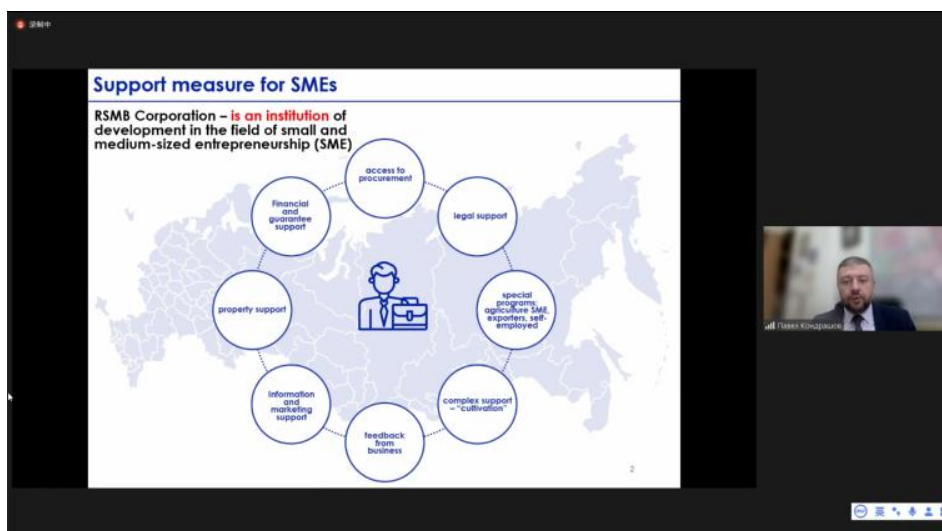 录制中
Support measure for SMEs
RSMB Corporation – is an institution of
development in the field of small and
medium-sized entrepreneurship (SME)
access to
procurement
Financial
and
guarantee
support
legal support
property support
special
programs:
agriculture SME,
exporters, self-
employed
Information
and
marketing
support
complex support
– "cultivation"
feedback
from
business
2
Павел Кондрашов
英